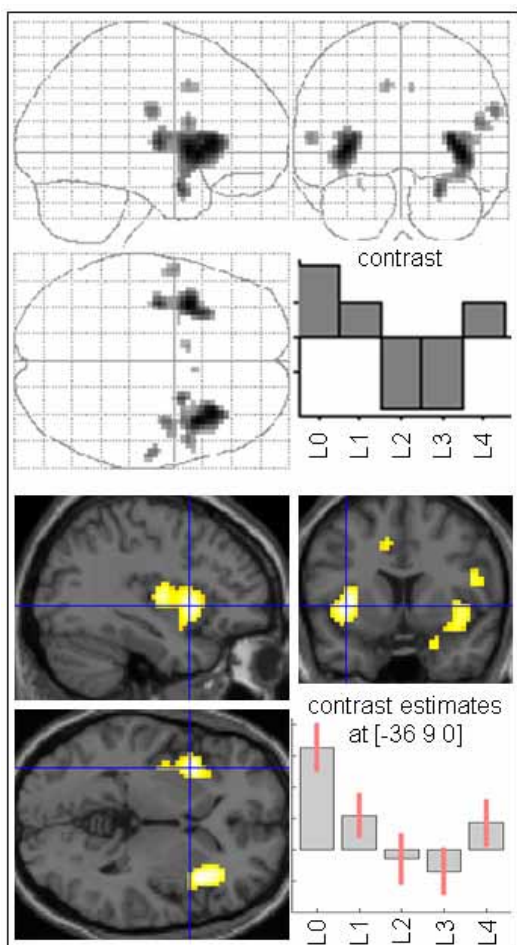 contrast
L0
L1
L2
L3
L4
contrast estimates
at [-36 9 0]
L0
L1
L2
L3
L4